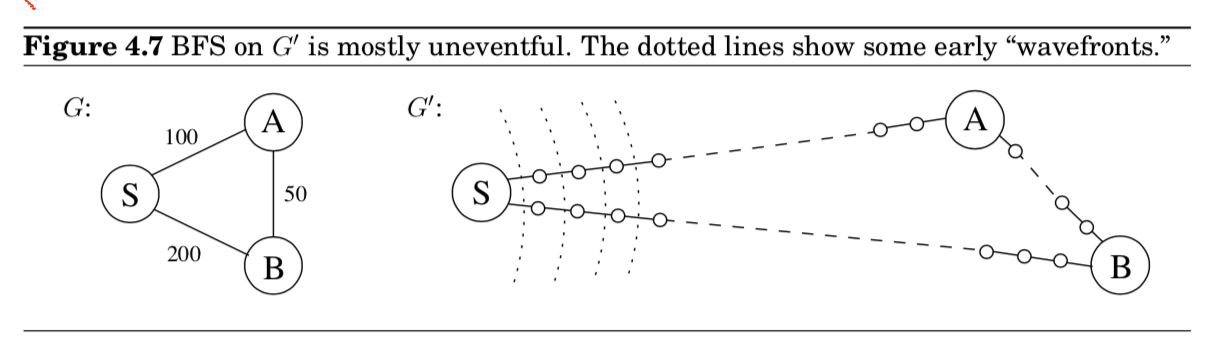 Figure 4.7 BFS on G′ is mostly uneventful. The dotted lines show some early “wavefronts.”
G:
G′:
A
100
S
50
200
B
S
A
B